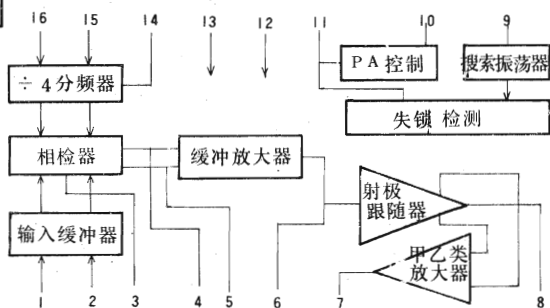 16 15 14 13 12 11 10 9
PA控制
搜索振荡器
÷4分频器
失锁检测
相检器
缓冲放大器
射极
跟随器
输入缓冲器
甲乙类
放大器
1 2 3 4 5 6 7 8